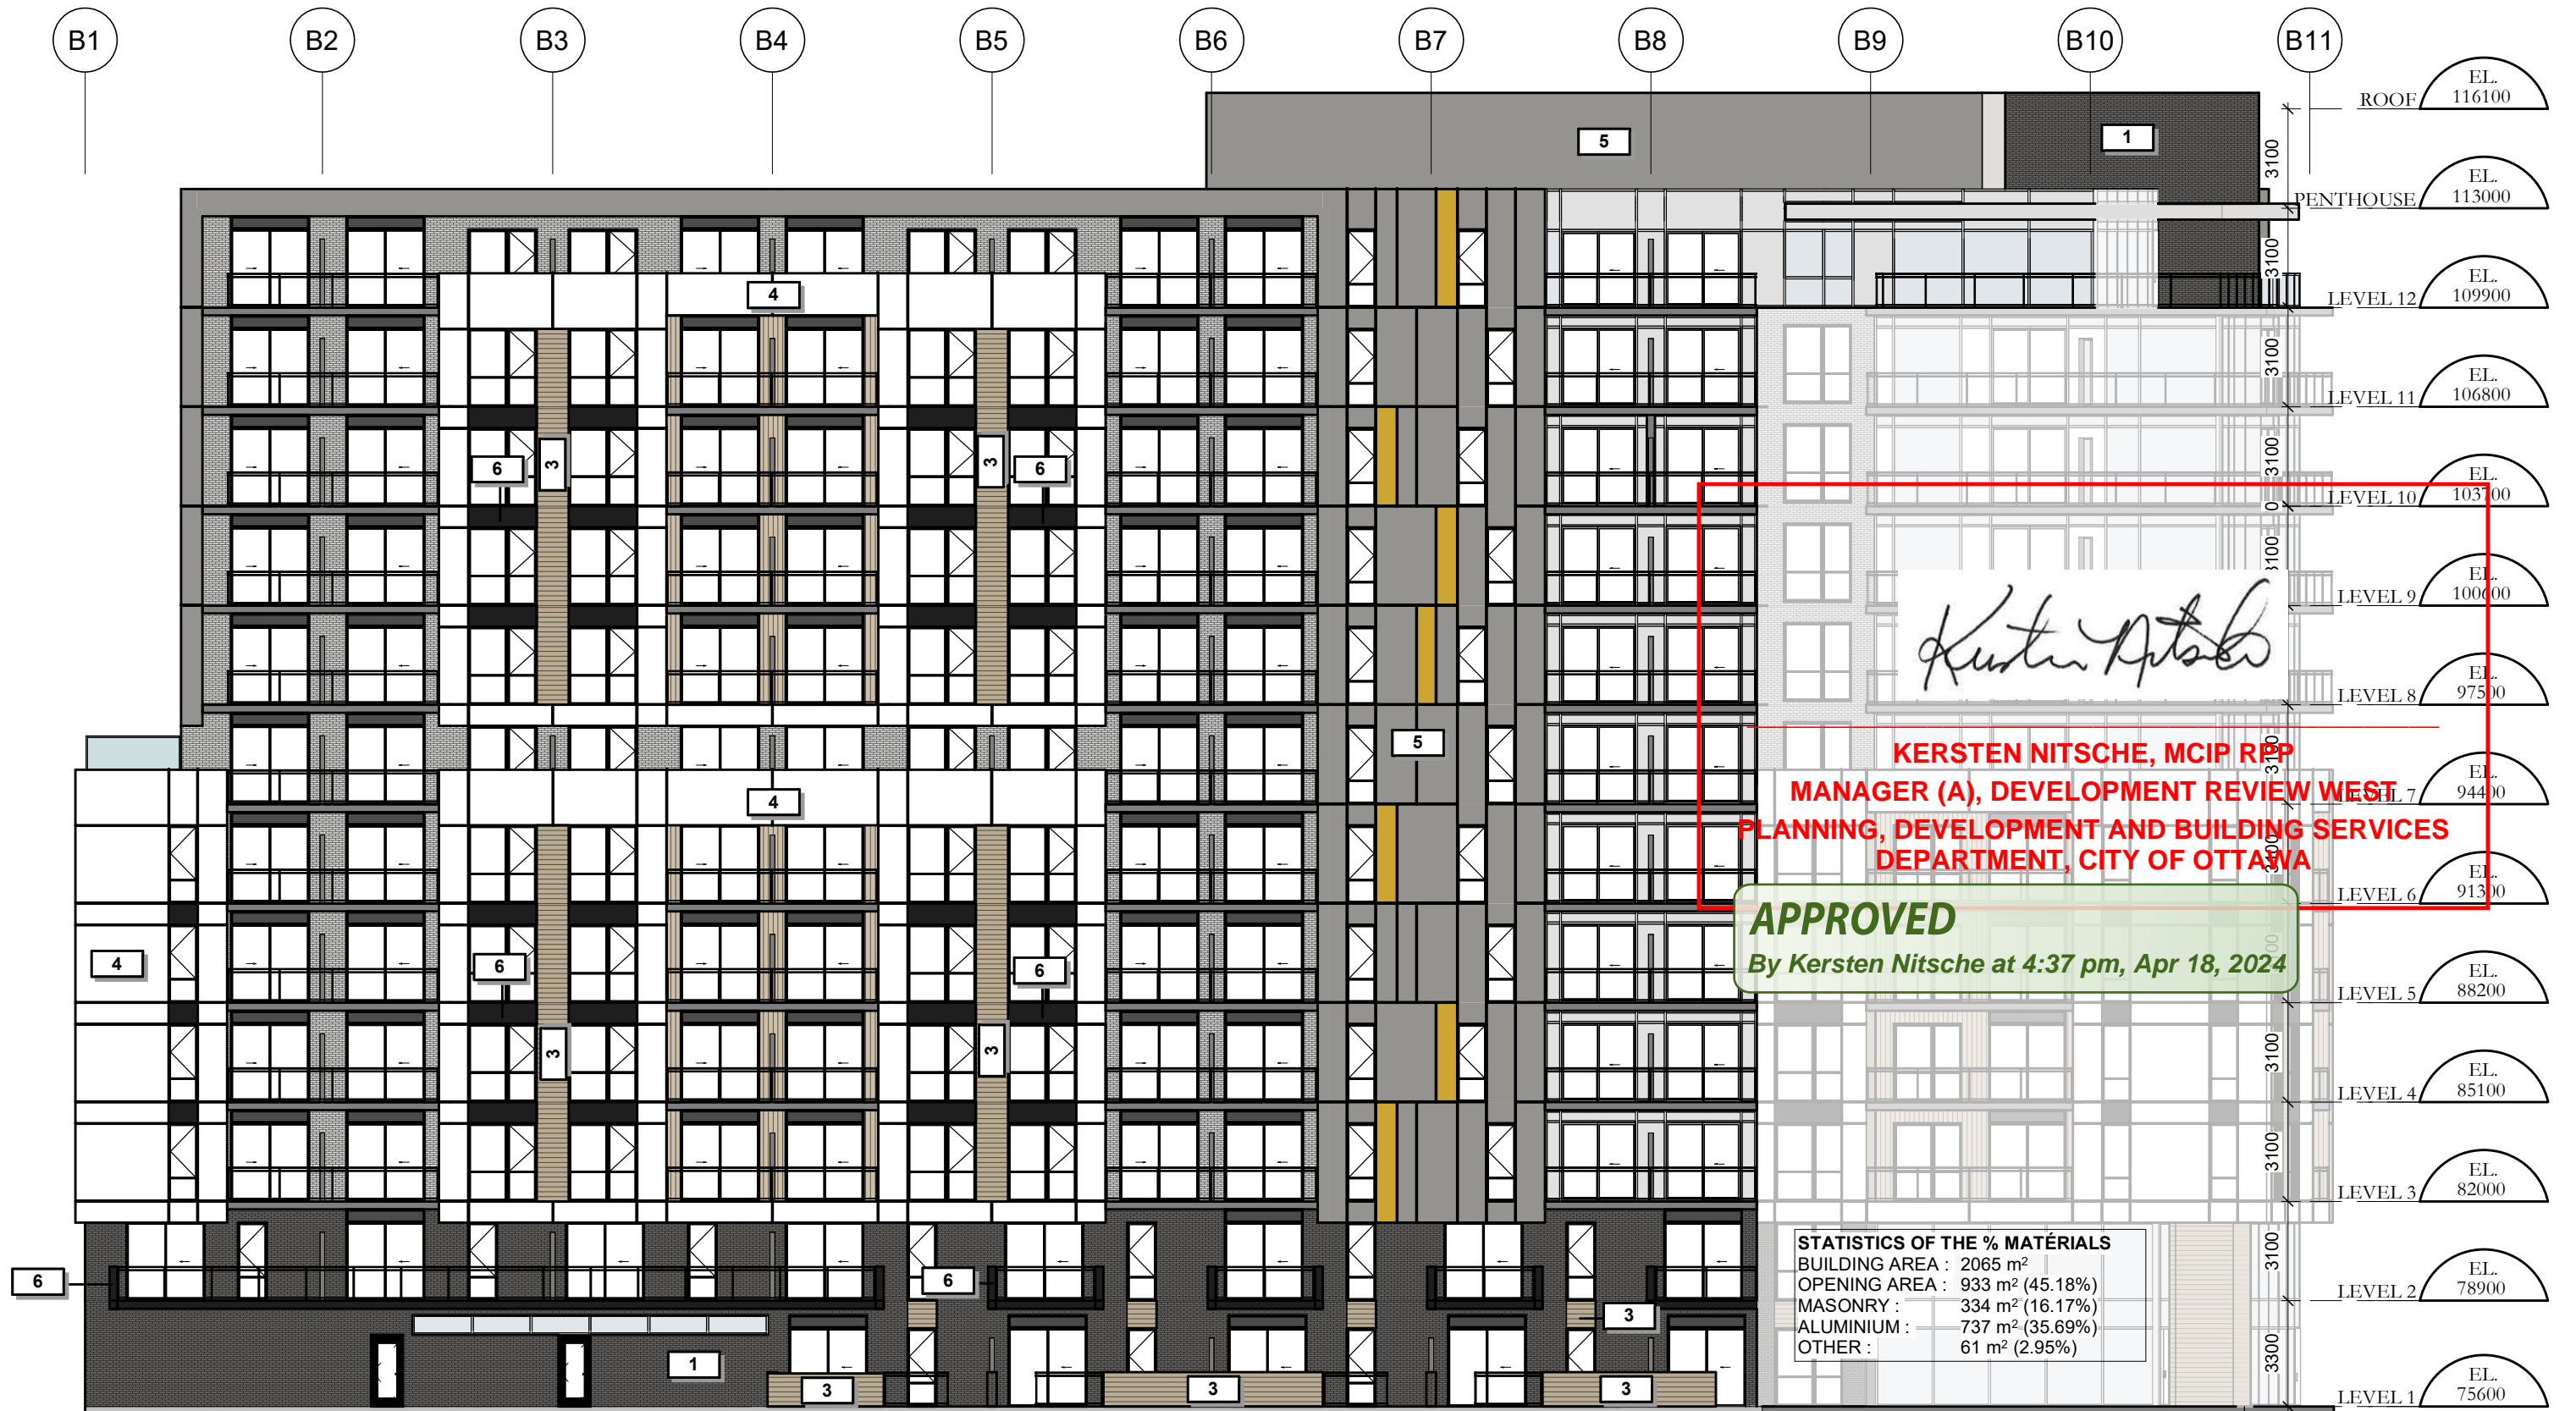 B1 B2 B3 B4 B5 B6 B7 B8 B9 B10 B11
EL.
116100
ROOF
5
1
3100
EL.
113000
PENTHOUSE
3100
4
EL.
109900
LEVEL 12
3100
EL.
106800
LEVEL 11
6
3
3
6
3100
EL.
103700
LEVEL 10
0
3100
EL.
100600
LEVEL 9
Kersten Nitsche
EL.
97500
LEVEL 8
5
KERSTEN NITSCHE, MCIP RPP
3100
MANAGER (A), DEVELOPMENT REVIEW WEST
EL.
94400
LEVEL 7
4
PLANNING, DEVELOPMENT AND BUILDING SERVICES
DEPARTMENT, CITY OF OTTAWA
3100
EL.
91300
LEVEL 6
APPROVED
By Kersten Nitsche at 4:37 pm, Apr 18, 2024
4
6
6
EL.
88200
LEVEL 5
3
3
3100
EL.
85100
LEVEL 4
3100
EL.
82000
LEVEL 3
STATISTICS OF THE % MATÉRIALS
BUILDING AREA : 2065 m²
OPENING AREA : 933 m² (45.18%)
MASONRY : 334 m² (16.17%)
ALUMINIUM : 737 m² (35.69%)
OTHER : 61 m² (2.95%)
3100
6
6
EL.
78900
LEVEL 2
3
1
3
3
3
3300
EL.
75600
LEVEL 1